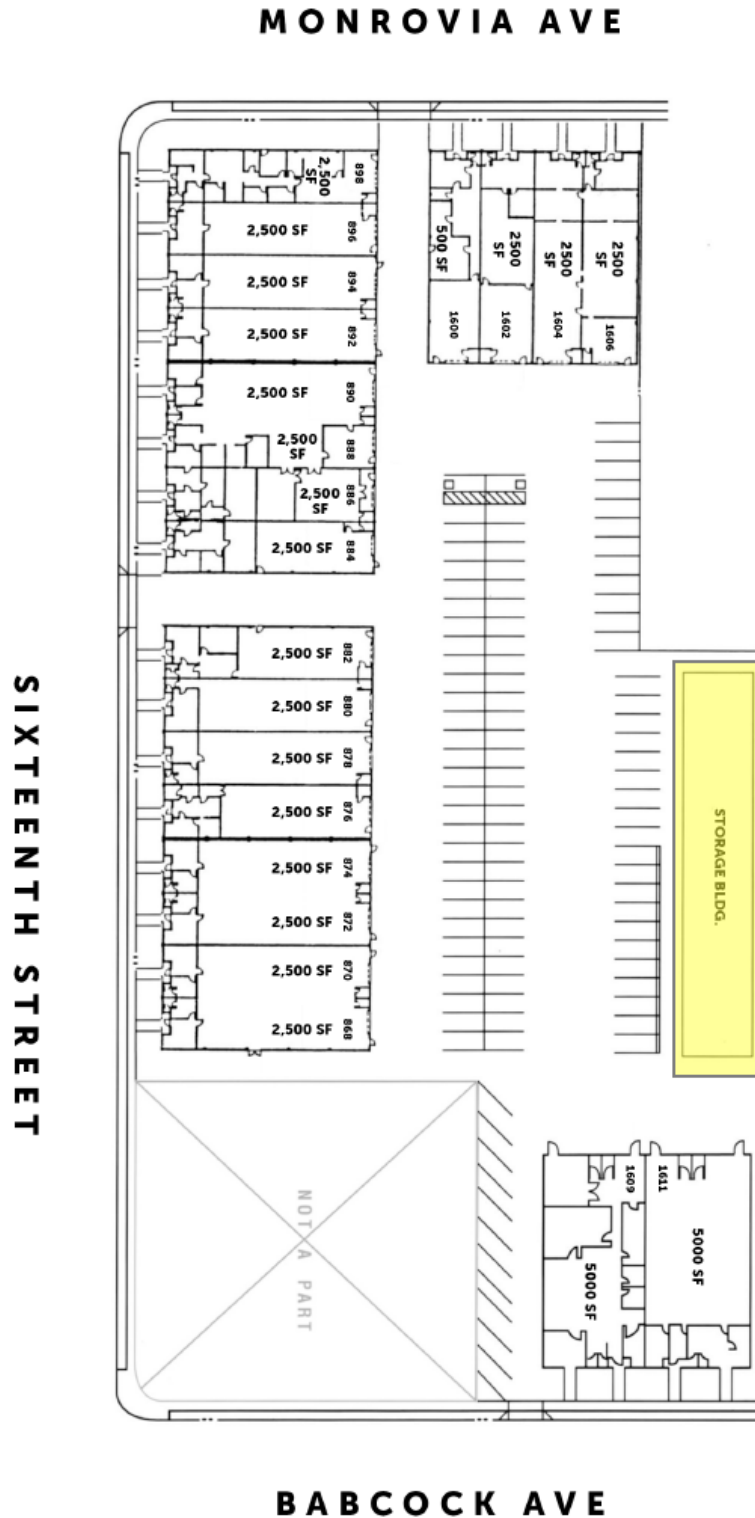 MONROVIA AVE
2,500
SF
898
2,500 SF
896
2,500 SF
894
2,500 SF
892
2,500 SF
890
2,500
SF
888
2,500
SF
886
2,500 SF
884
500 SF
1600
2500
SF
1602
2500
SF
1604
2500
SF
1606
2,500 SF
882
2,500 SF
880
2,500 SF
878
2,500 SF
876
2,500 SF
874
2,500 SF
872
2,500 SF
870
2,500 SF
868
STORAGE BLDG.
SIXTEENTH STREET
NOT A PART
1609
5000 SF
1611
5000 SF
BABCOCK AVE